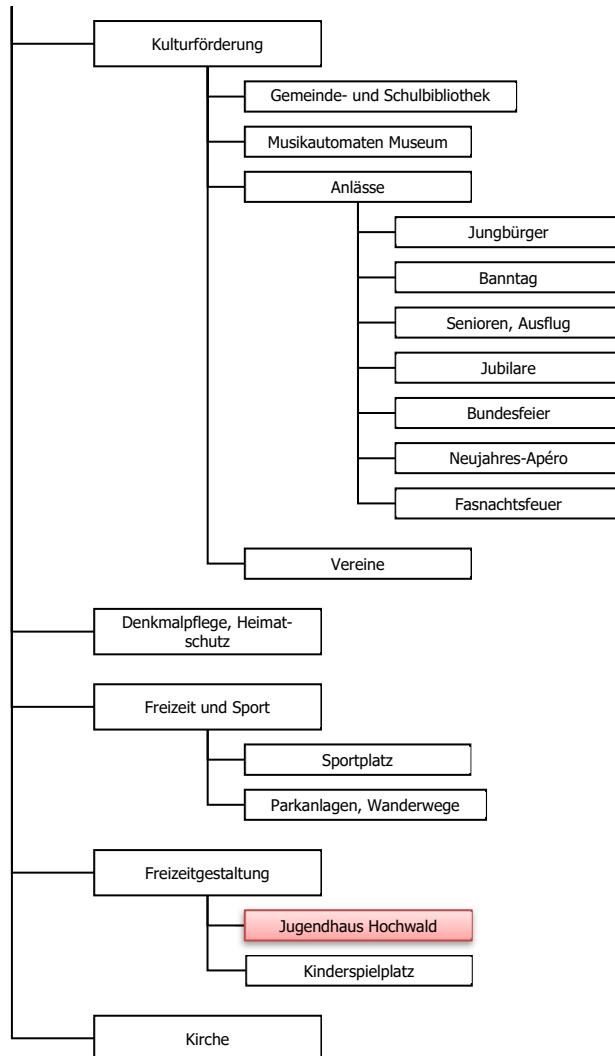 Kulturförderung
Gemeinde- und Schulbibliothek
Musikautomaten Museum
Anlässe
Jungbürger
Banntag
Senioren, Ausflug
Jubilare
Bundesfeier
Neujahres-Apéro
Fasnachtsfeuer
Vereine
Denkmalpflege, Heimat-
schutz
Freizeit und Sport
Sportplatz
Parkanlagen, Wanderwege
Freizeitgestaltung
Jugendhaus Hochwald
Kinderspielplatz
Kirche